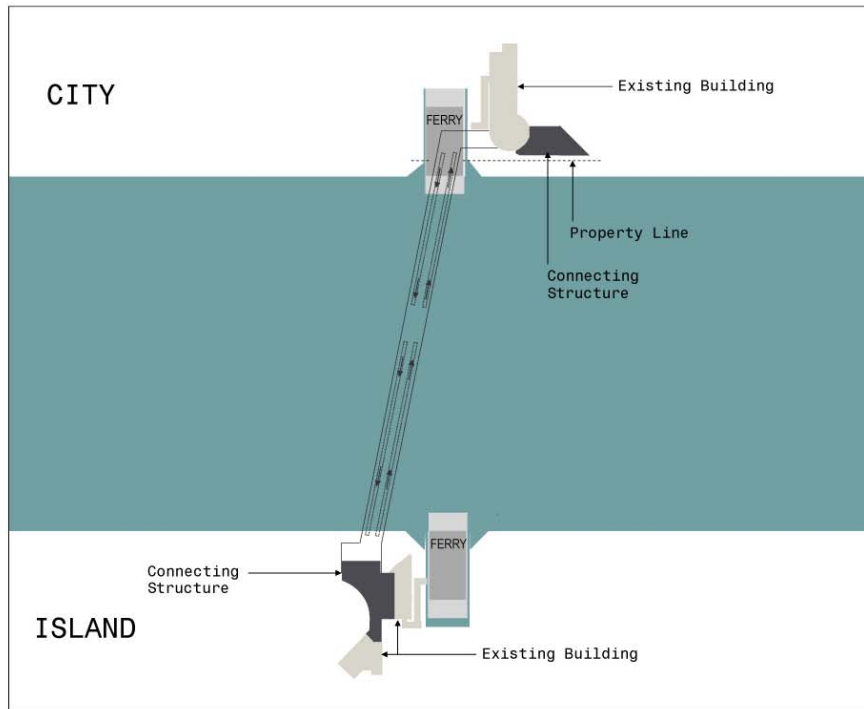 CITY
Existing Building
FERRY
Property Line
Connecting
Structure
FERRY
Connecting
Structure
ISLAND
Existing Building